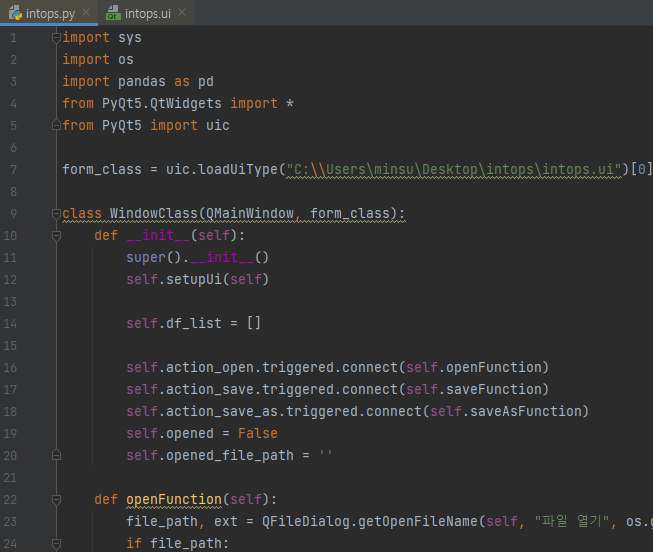 intops.py
intops.ui
1 import sys
2 import os
3 import pandas as pd
4 from PyQt5.QtWidgets import *
5 from PyQt5 import uic
6
7 form_class = uic.loadUiType("C:\\Users\minsu\Desktop\intops\intops.ui")[0]
8
9 class WindowClass(QMainWindow, form_class):
10 def __init__(self):
11 super().__init__()
12 self.setupUi(self)
13
14 self.df_list = []
15
16 self.action_open.triggered.connect(self.openFunction)
17 self.action_save.triggered.connect(self.saveFunction)
18 self.action_save_as.triggered.connect(self.saveAsFunction)
19 self.opened = False
20 self.opened_file_path = ''
21
22 def openFunction(self):
23 file_path, ext = QFileDialog.getOpenFileName(self, "파일 열기", os.g
24 if file_path: